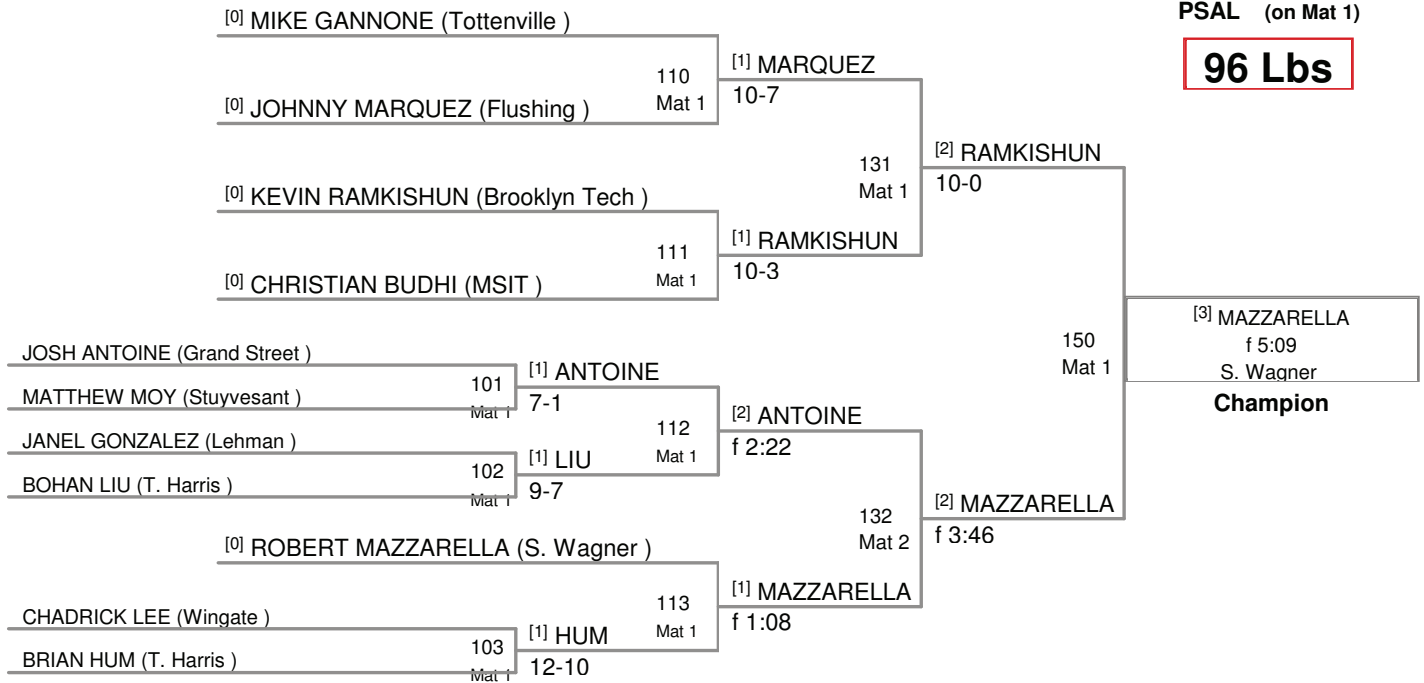 PSAL (on Mat 1)
96 Lbs
[0] MIKE GANNONE (Tottenville )
110
Mat 1
[1] MARQUEZ
10-7
[0] JOHNNY MARQUEZ (Flushing )
131
Mat 1
[2] RAMKISHUN
10-0
[0] KEVIN RAMKISHUN (Brooklyn Tech )
111
Mat 1
[1] RAMKISHUN
10-3
[0] CHRISTIAN BUDHI (MSIT )
150
Mat 1
[3] MAZZARELLA
f 5:09
S. Wagner
Champion
JOSH ANTOINE (Grand Street )
101
Mat 1
[1] ANTOINE
7-1
MATTHEW MOY (Stuyvesant )
112
Mat 1
[2] ANTOINE
f 2:22
JANEL GONZALEZ (Lehman )
102
Mat 1
[1] LIU
9-7
BOHAN LIU (T. Harris )
132
Mat 2
[2] MAZZARELLA
f 3:46
[0] ROBERT MAZZARELLA (S. Wagner )
113
Mat 1
[1] MAZZARELLA
f 1:08
CHADRICK LEE (Wingate )
103
Mat 1
[1] HUM
12-10
BRIAN HUM (T. Harris )